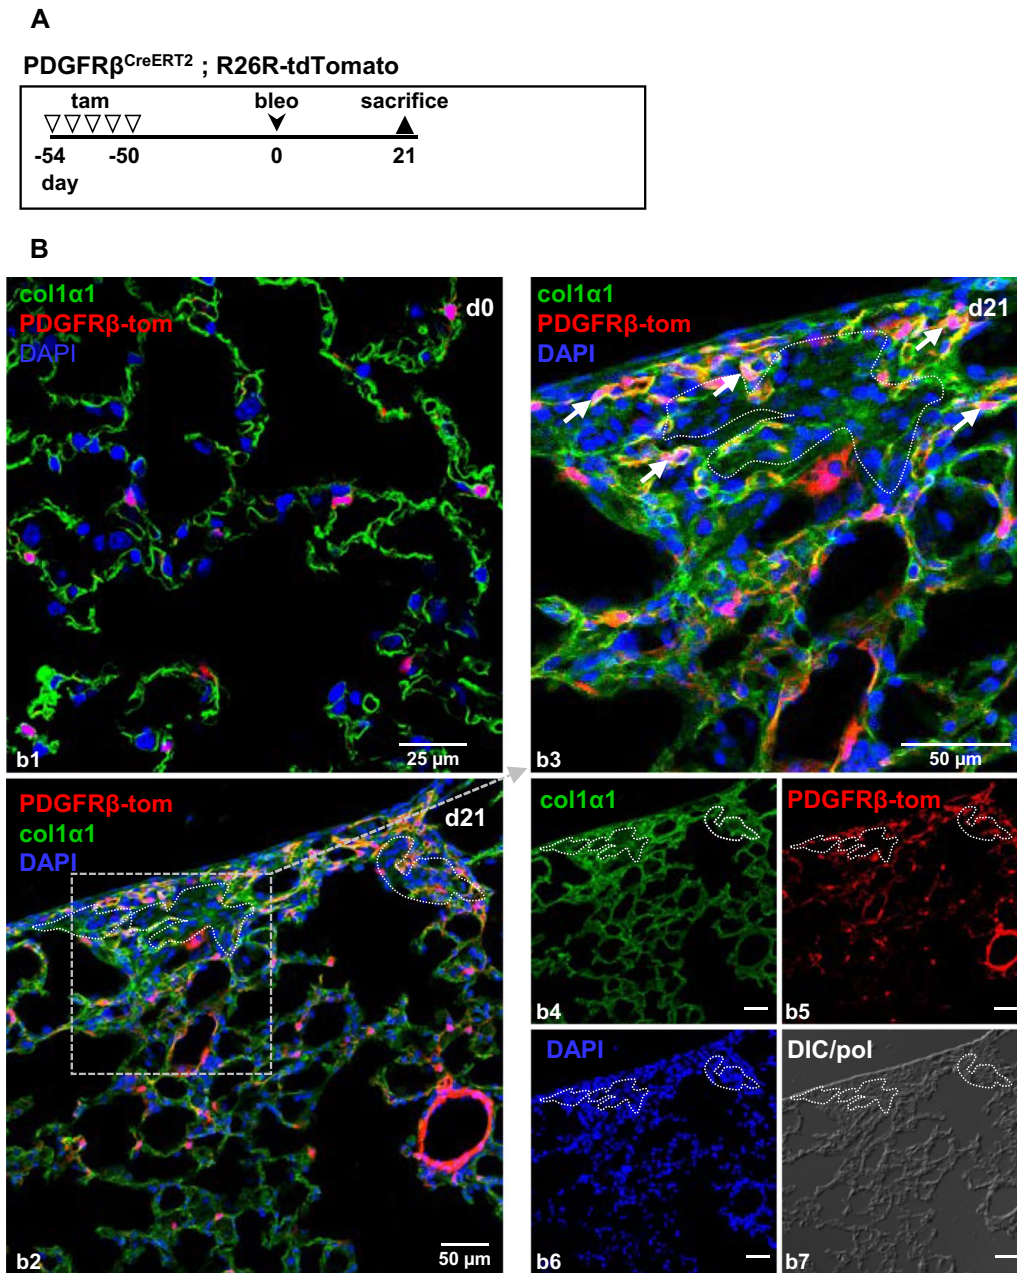 A
PDGFRβCreERT2 ; R26R-tdTomato
tam bleo sacrifice
-54 -50 0 21
day
B
col1α1
PDGFRβ-tom
DAPI
d0
25 µm
b1
col1α1
PDGFRβ-tom
DAPI
d21
50 µm
b3
PDGFRβ-tom
col1α1
DAPI
d21
50 µm
b2
col1α1
b4
PDGFRβ-tom
b5
DAPI
b6
DIC/pol
b7